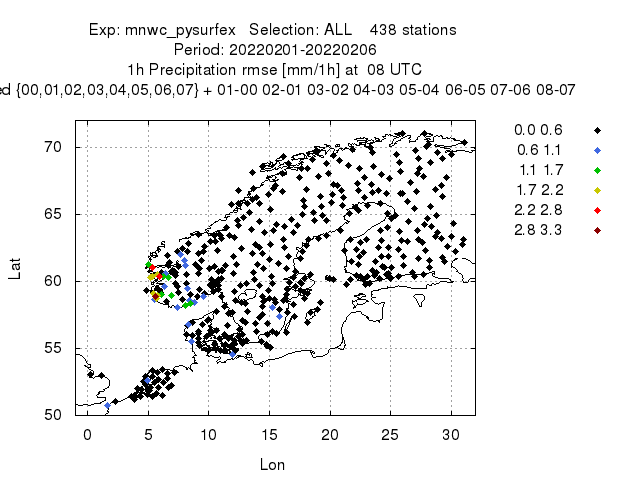 Exp: mnwc_pysurfex Selection: ALL 438 stations
Period: 20220201-20220206
1h Precipitation rmse [mm/1h] at 08 UTC
{00,01,02,03,04,05,06,07} + 01-00 02-01 03-02 04-03 05-04 06-05 07-06 08-07
0.0 0.6
0.6 1.1
1.1 1.7
1.7 2.2
2.2 2.8
2.8 3.3
70
65
60
55
50
Lat
0 5 10 15 20 25 30
Lon